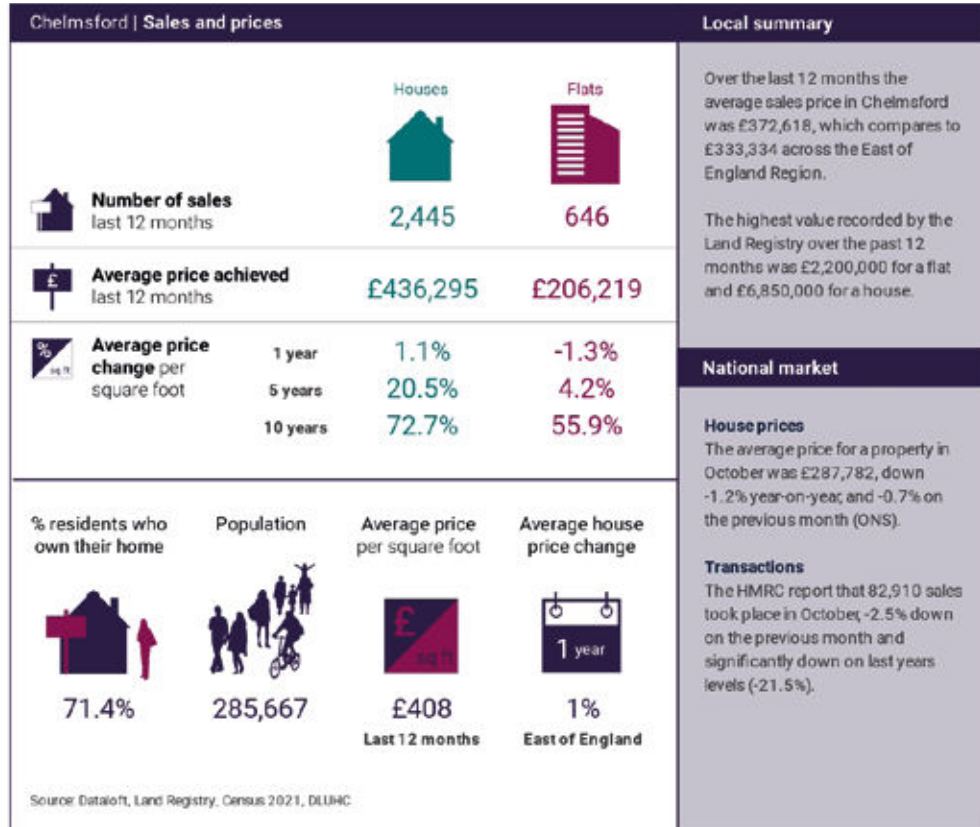 Chelmsford | Sales and prices
Houses
Flats
Number of sales
last 12 months
2,445
646
£
Average price achieved
last 12 months
£436,295
£206,219
%
sq ft
Average price
change per
square foot
1 year
1.1%
-1.3%
5 years
20.5%
4.2%
10 years
72.7%
55.9%
% residents who
own their home
71.4%
Population
285,667
Average price
per square foot
£
sq ft
£408
Last 12 months
Average house
price change
1 year
1%
East of England
Source: Dataloft, Land Registry, Census 2021, DLUHC
Local summary
Over the last 12 months the
average sales price in Chelmsford
was £372,618, which compares to
£333,334 across the East of
England Region.
The highest value recorded by the
Land Registry over the past 12
months was £2,200,000 for a flat
and £6,850,000 for a house.
National market
House prices
The average price for a property in
October was £287,782, down
-1.2% year-on-year, and -0.7% on
the previous month (ONS).
Transactions
The HMRC report that 82,910 sales
took place in October, -2.5% down
on the previous month and
significantly down on last years
levels (-21.5%).